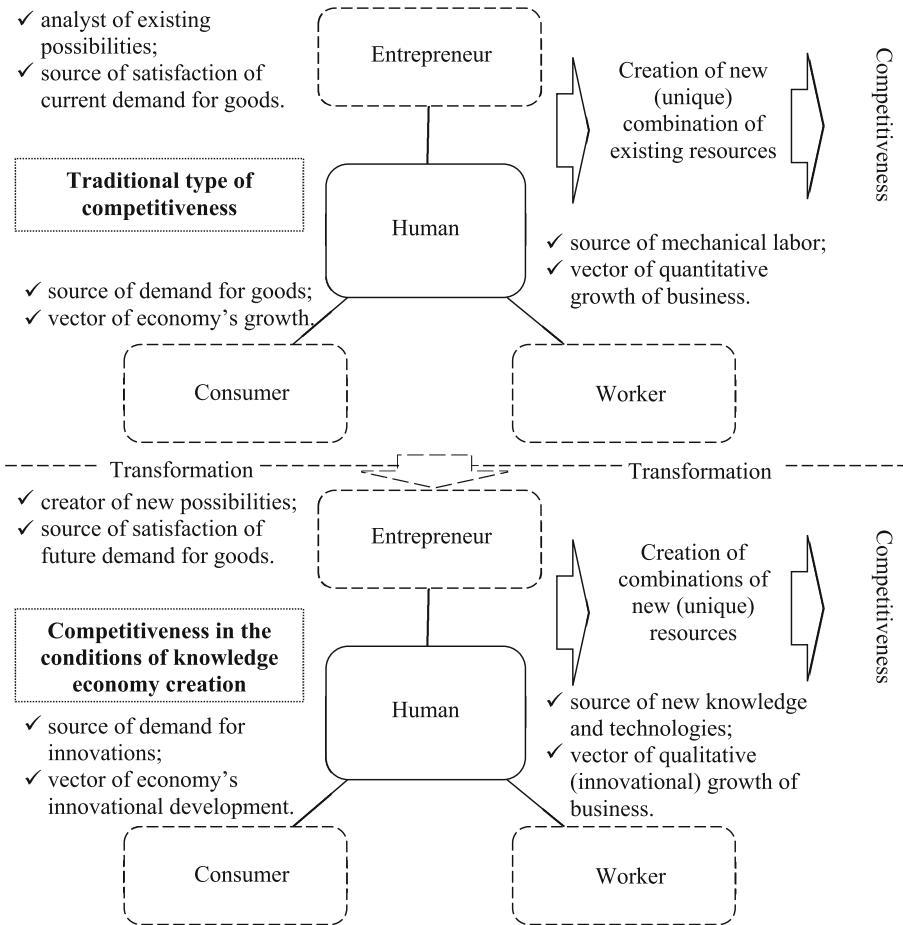 ✓ analyst of existing
possibilities;
✓ source of satisfaction of
current demand for goods.
Entrepreneur
Creation of new
(unique)
combination of
existing resources
Competitiveness
Traditional type of
competitiveness
Human
✓ source of mechanical labor;
✓ vector of quantitative
growth of business.
✓ source of demand for goods;
✓ vector of economy’s growth.
Consumer
Worker
Transformation
Transformation
✓ creator of new possibilities;
✓ source of satisfaction of
future demand for goods.
Entrepreneur
Creation of
combinations of
new (unique)
resources
Competitiveness
Competitiveness in the
conditions of knowledge
economy creation
Human
✓ source of new knowledge
and technologies;
✓ vector of qualitative
(innovational) growth of
business.
✓ source of demand for
innovations;
✓ vector of economy’s
innovational development.
Consumer
Worker